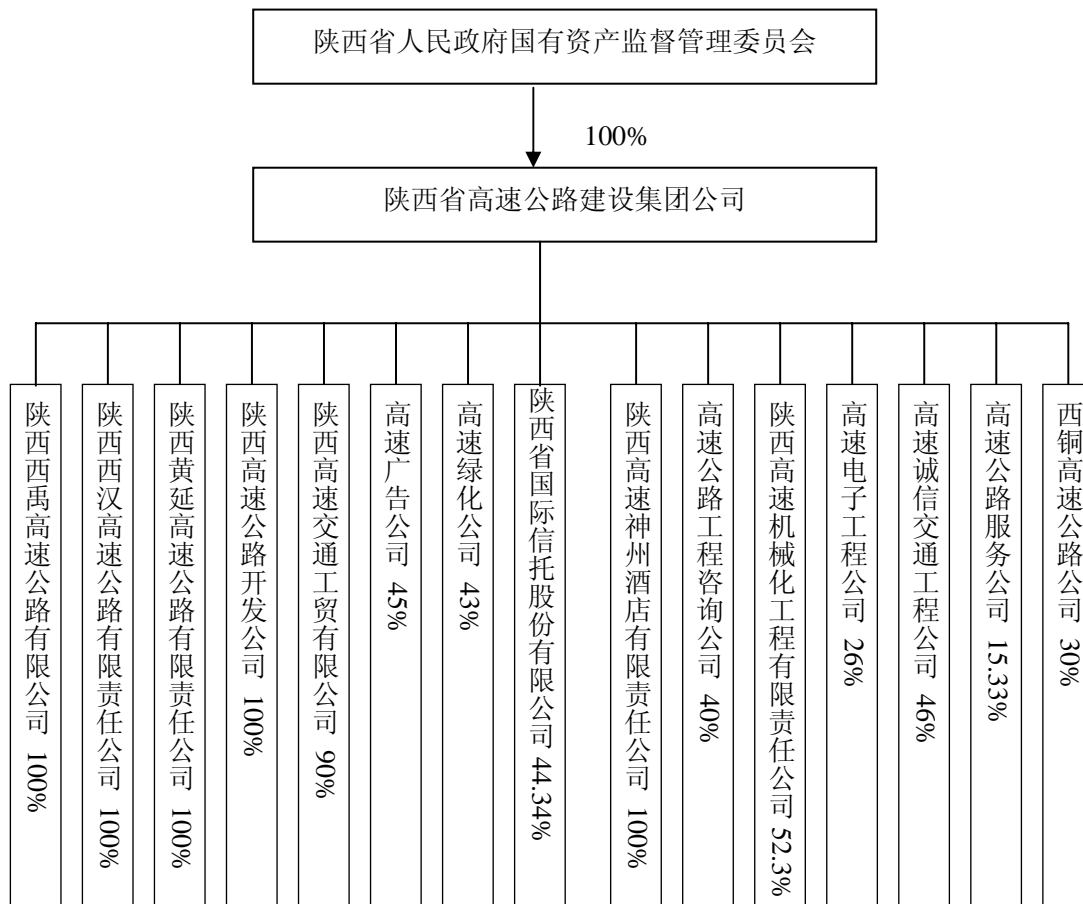 陕西省人民政府国有资产监督管理委员会
100%
陕西省高速公路建设集团公司
陕西西禹高速公路有限公司 100%
陕西西汉高速公路有限责任公司 100%
陕西黄延高速公路有限责任公司 100%
陕西高速公路开发公司 100%
陕西高速交通工贸有限公司 90%
高速广告公司 45%
高速绿化公司 43%
陕西省国际信托股份有限公司 44.34%
陕西高速神州酒店有限责任公司 100%
高速公路工程咨询公司 40%
陕西高速机械化工程有限责任公司 52.3%
高速电子工程公司 26%
高速诚信交通工程公司 46%
高速公路服务公司 15.33%
西铜高速公路公司 30%